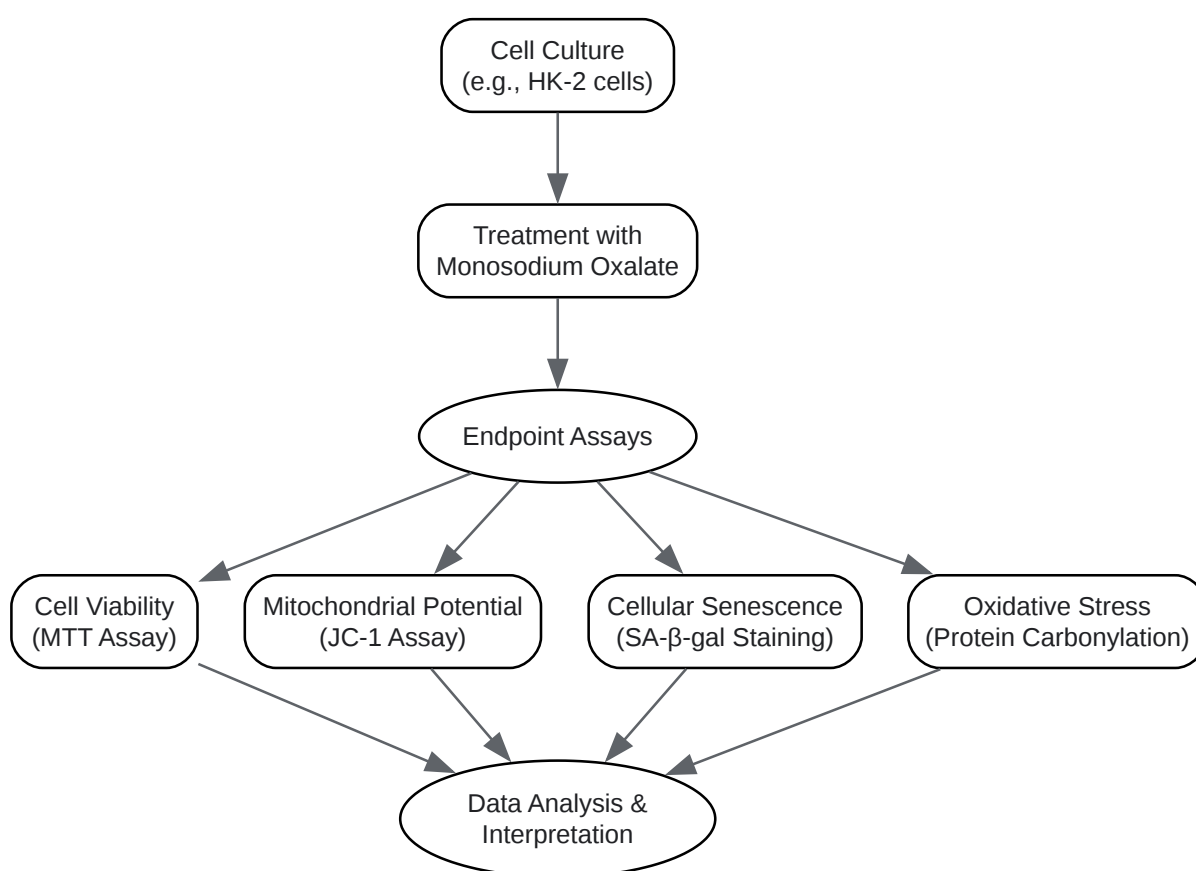 Cell Culture
(e.g., HK-2 cells)
Treatment with
Monosodium Oxalate
Endpoint Assays
Cell Viability
(MTT Assay)
Mitochondrial Potential
(JC-1 Assay)
Cellular Senescence
(SA-β-gal Staining)
Oxidative Stress
(Protein Carbonylation)
Data Analysis &
Interpretation